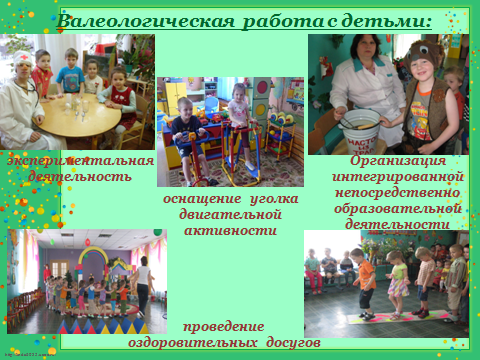 Валеологическая работа с детьми:
экспериментальная
деятельность
оснащение уголка
двигательной
активности
Организация
интегрированной
непосредственно
образовательной
деятельности
проведение
оздоровительных досугов